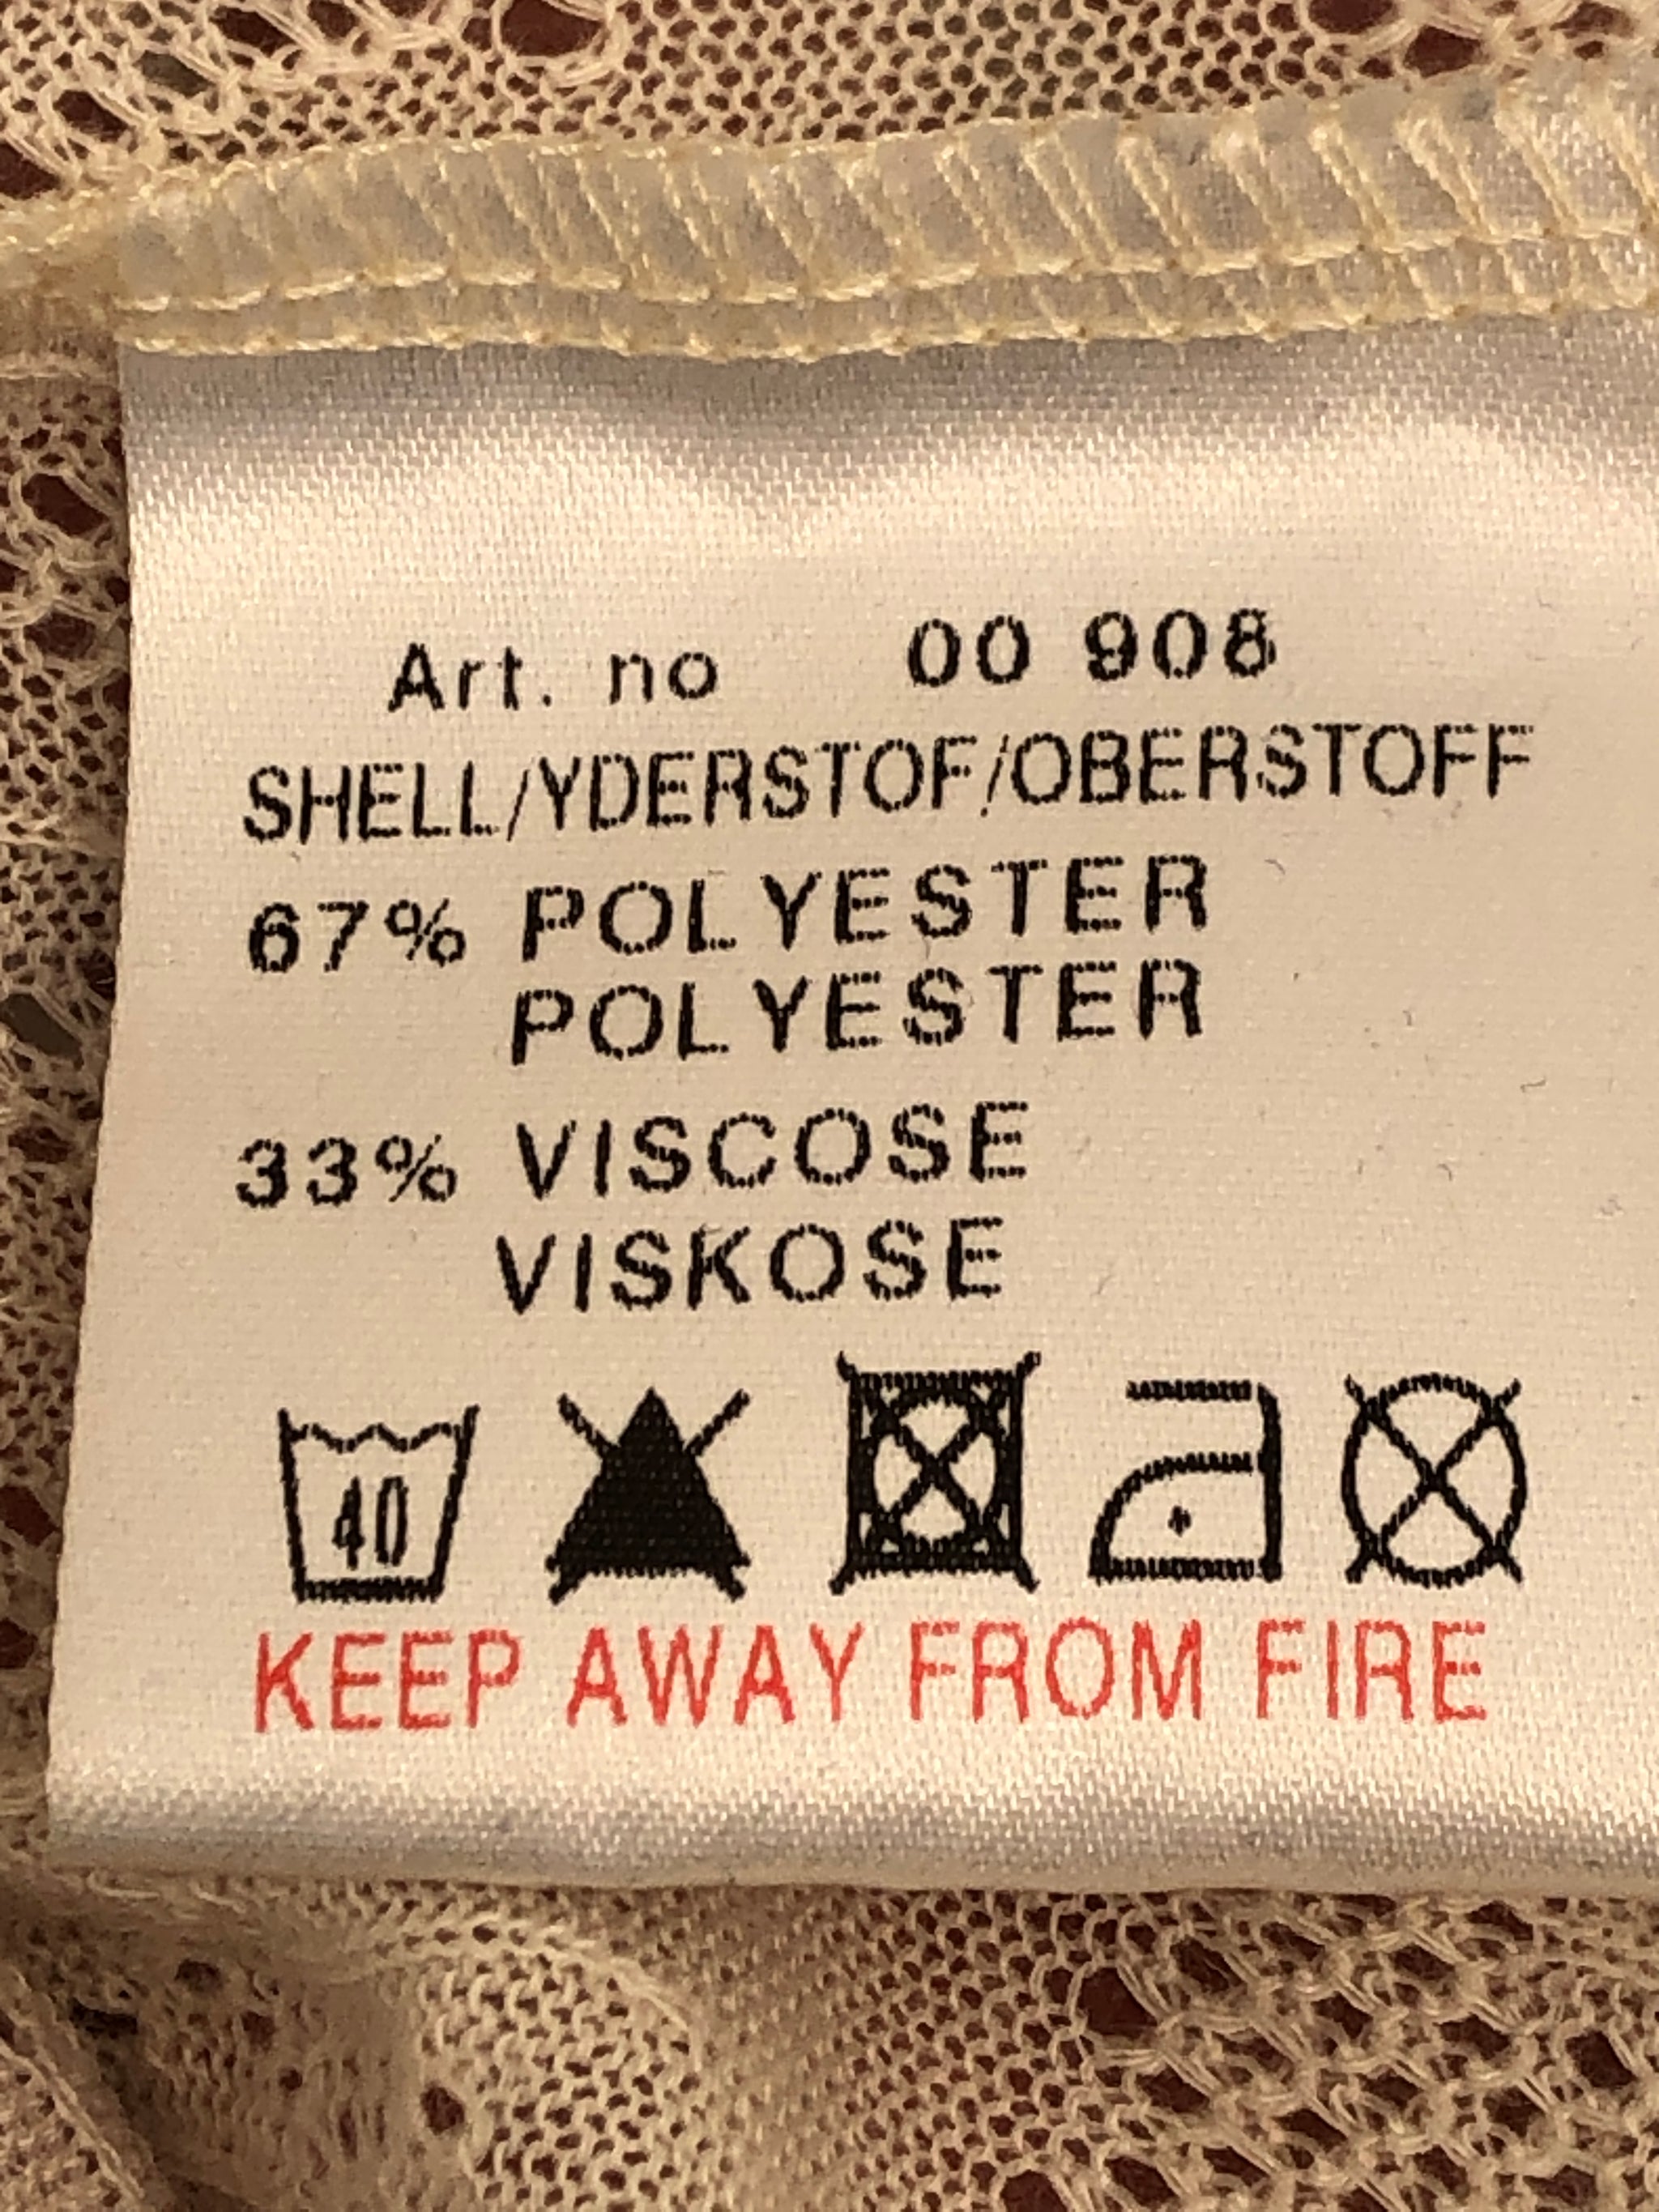 Art. no 00 908
SHELL/YDERSTOF/OBERSTOFF
67% POLYESTER
POLYESTER
33% VISCOSE
VISKOSE
40
KEEP AWAY FROM FIRE